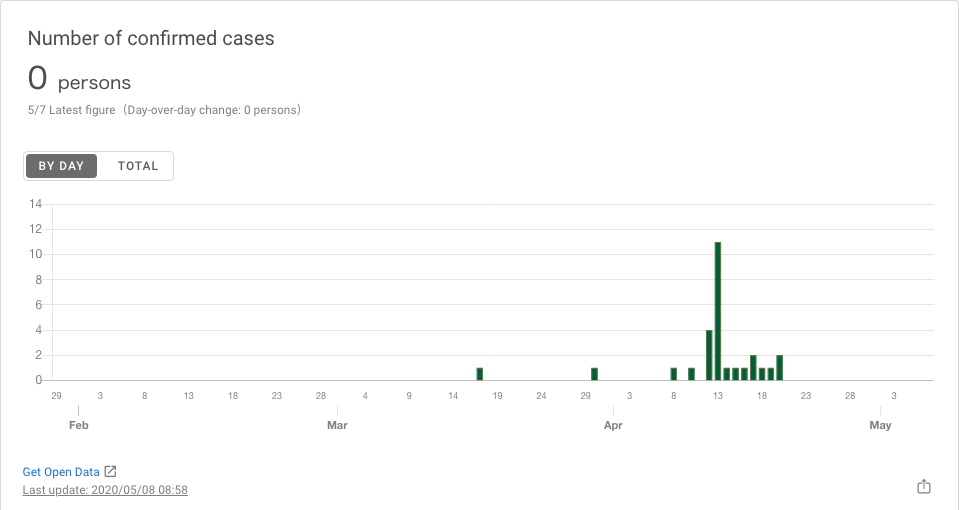 Number of confirmed cases
0 persons
5/7 Latest figure（Day-over-day change: 0 persons）
BY DAY TOTAL
14
12
10
8
6
4
2
0
29 3 8 13 18 23 28 4 9 14 19 24 29 3 8 13 18 23 28 3
Feb Mar Apr May
Get Open Data
Last update: 2020/05/08 08:58